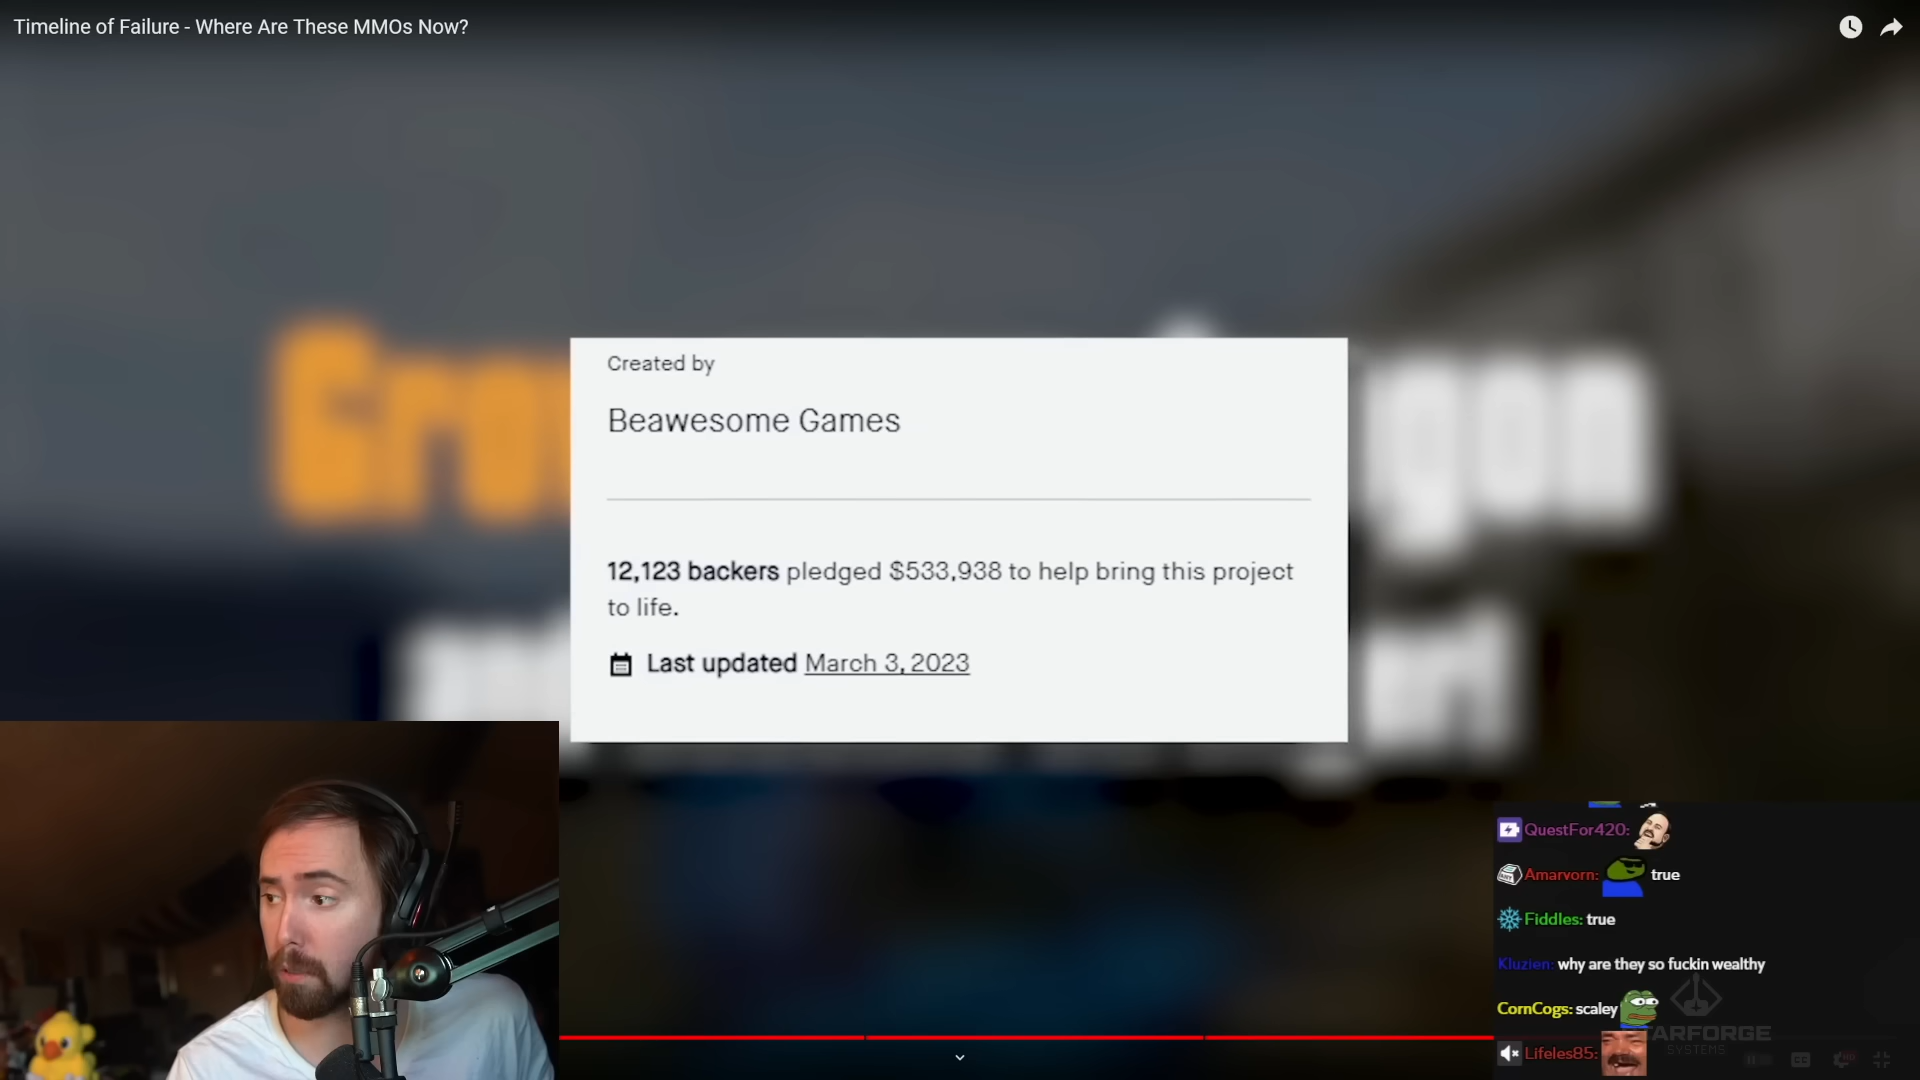 Timeline of Failure - Where Are These MMOs Now?
Created by
Beawesome Games
12,123 backers pledged $533,938 to help bring this project
to life.
Last updated March 3, 2023
QuestFor420:
Amarvorn: true
Fiddles: true
Kluzien: why are they so fuckin wealthy
CornCogs: scaley
Lifeles85:
STARFORGE
SYSTEMS